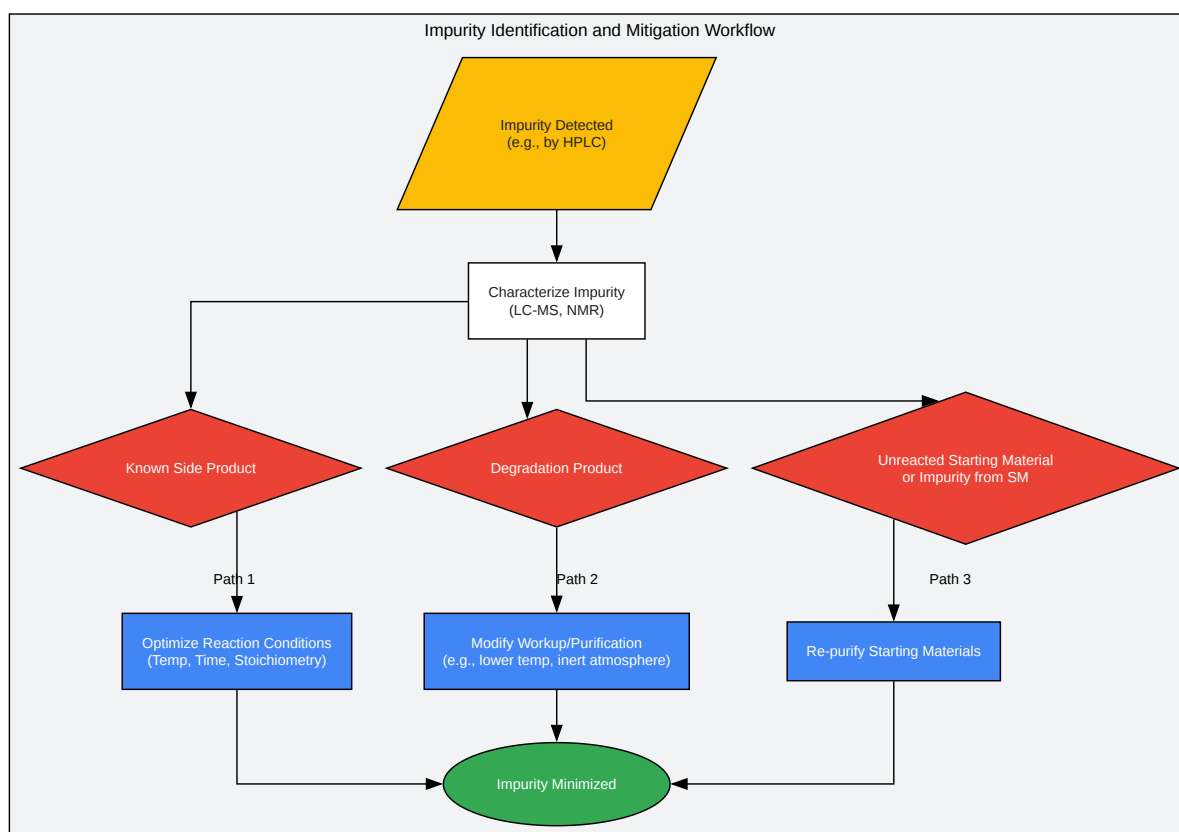 Impurity Identification and Mitigation Workflow
Impurity Detected
(e.g., by HPLC)
Characterize Impurity
(LC-MS, NMR)
Known Side Product
Degradation Product
Unreacted Starting Material
or Impurity from SM
Path 1
Path 2
Path 3
Optimize Reaction Conditions
(Temp, Time, Stoichiometry)
Modify Workup/Purification
(e.g., lower temp, inert atmosphere)
Re-purify Starting Materials
Impurity Minimized